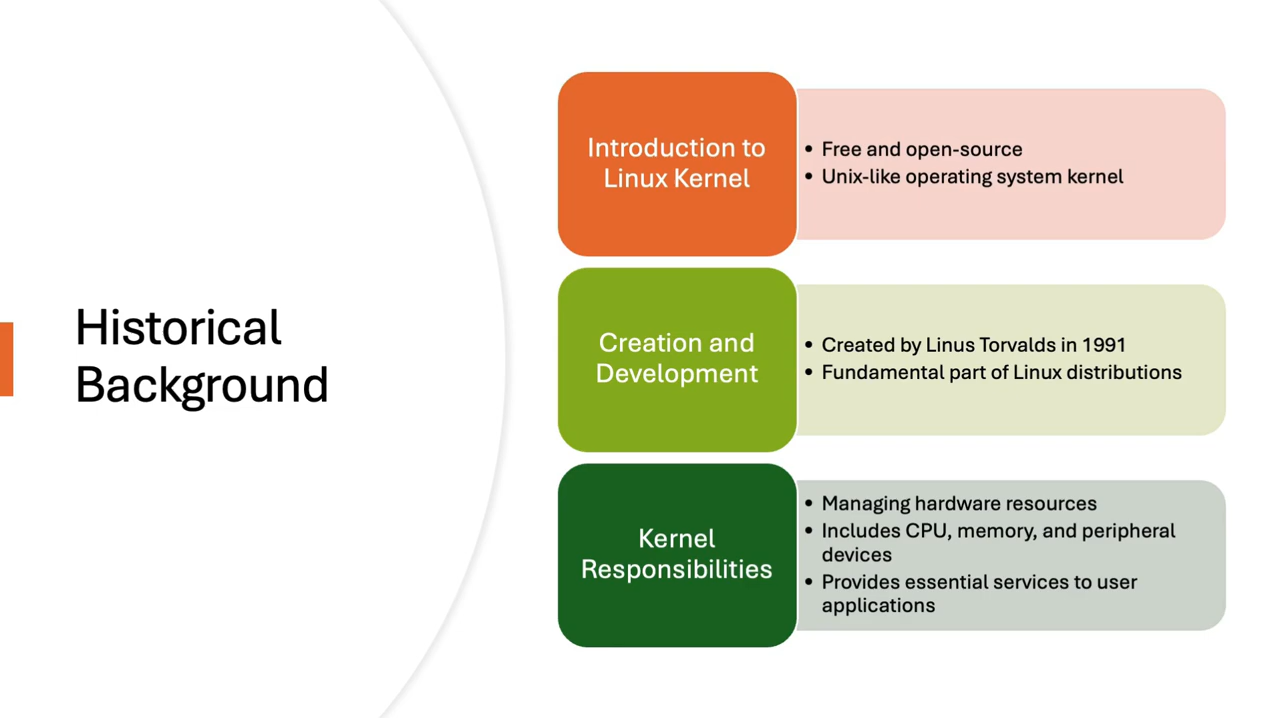 Historical
Background
Introduction to
Linux Kernel
• Free and open-source
• Unix-like operating system kernel
Creation and
Development
• Created by Linus Torvalds in 1991
• Fundamental part of Linux distributions
Kernel
Responsibilities
• Managing hardware resources
• Includes CPU, memory, and peripheral
devices
• Provides essential services to user
applications